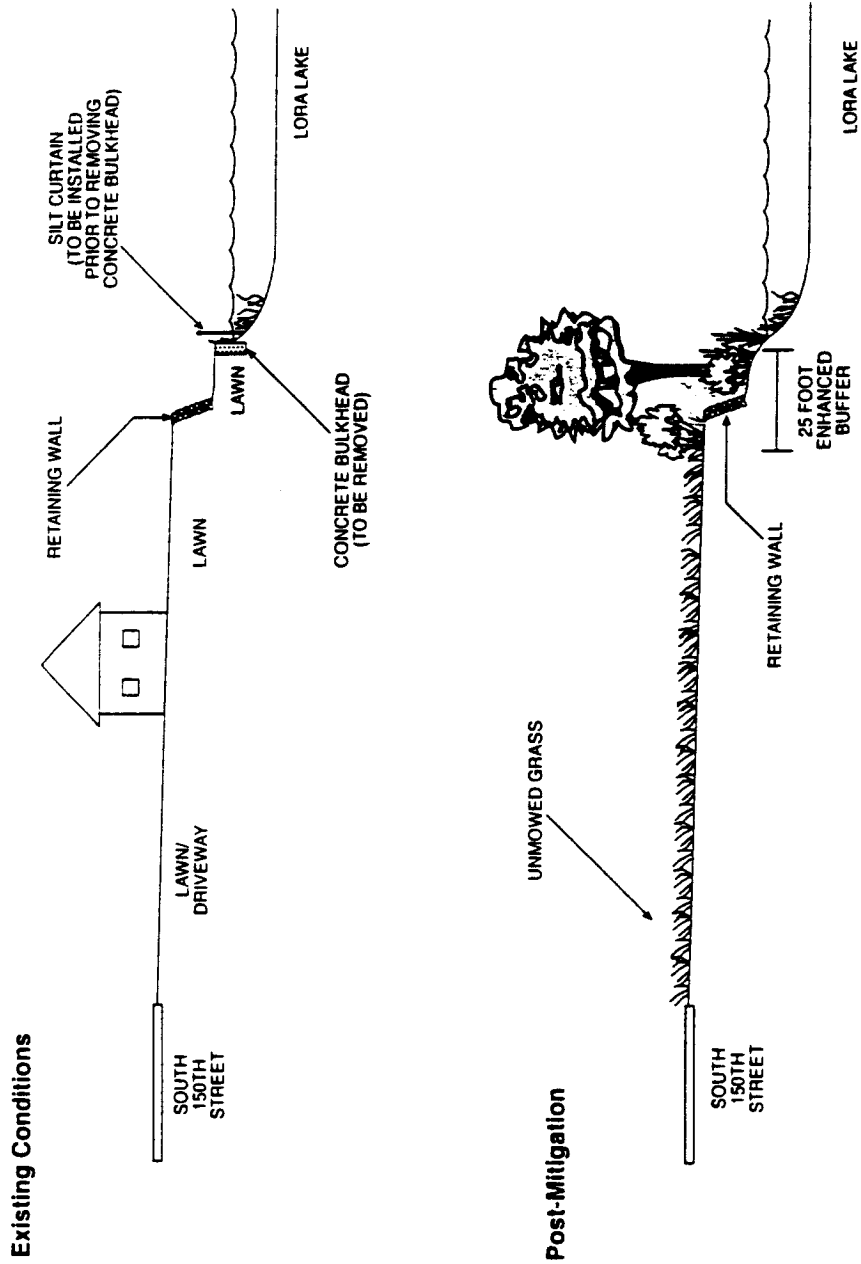 Existing Conditions
SOUTH
150TH
STREET
LAWN/
DRIVEWAY
LAWN
RETAINING WALL
LAWN
CONCRETE BULKHEAD
(TO BE REMOVED)
SILT CURTAIN
(TO BE INSTALLED
PRIOR TO REMOVING
CONCRETE BULKHEAD)
LORA LAKE
Post-Mitigation
SOUTH
150TH
STREET
UNMOWED GRASS
RETAINING WALL
25 FOOT
ENHANCED
BUFFER
LORA LAKE